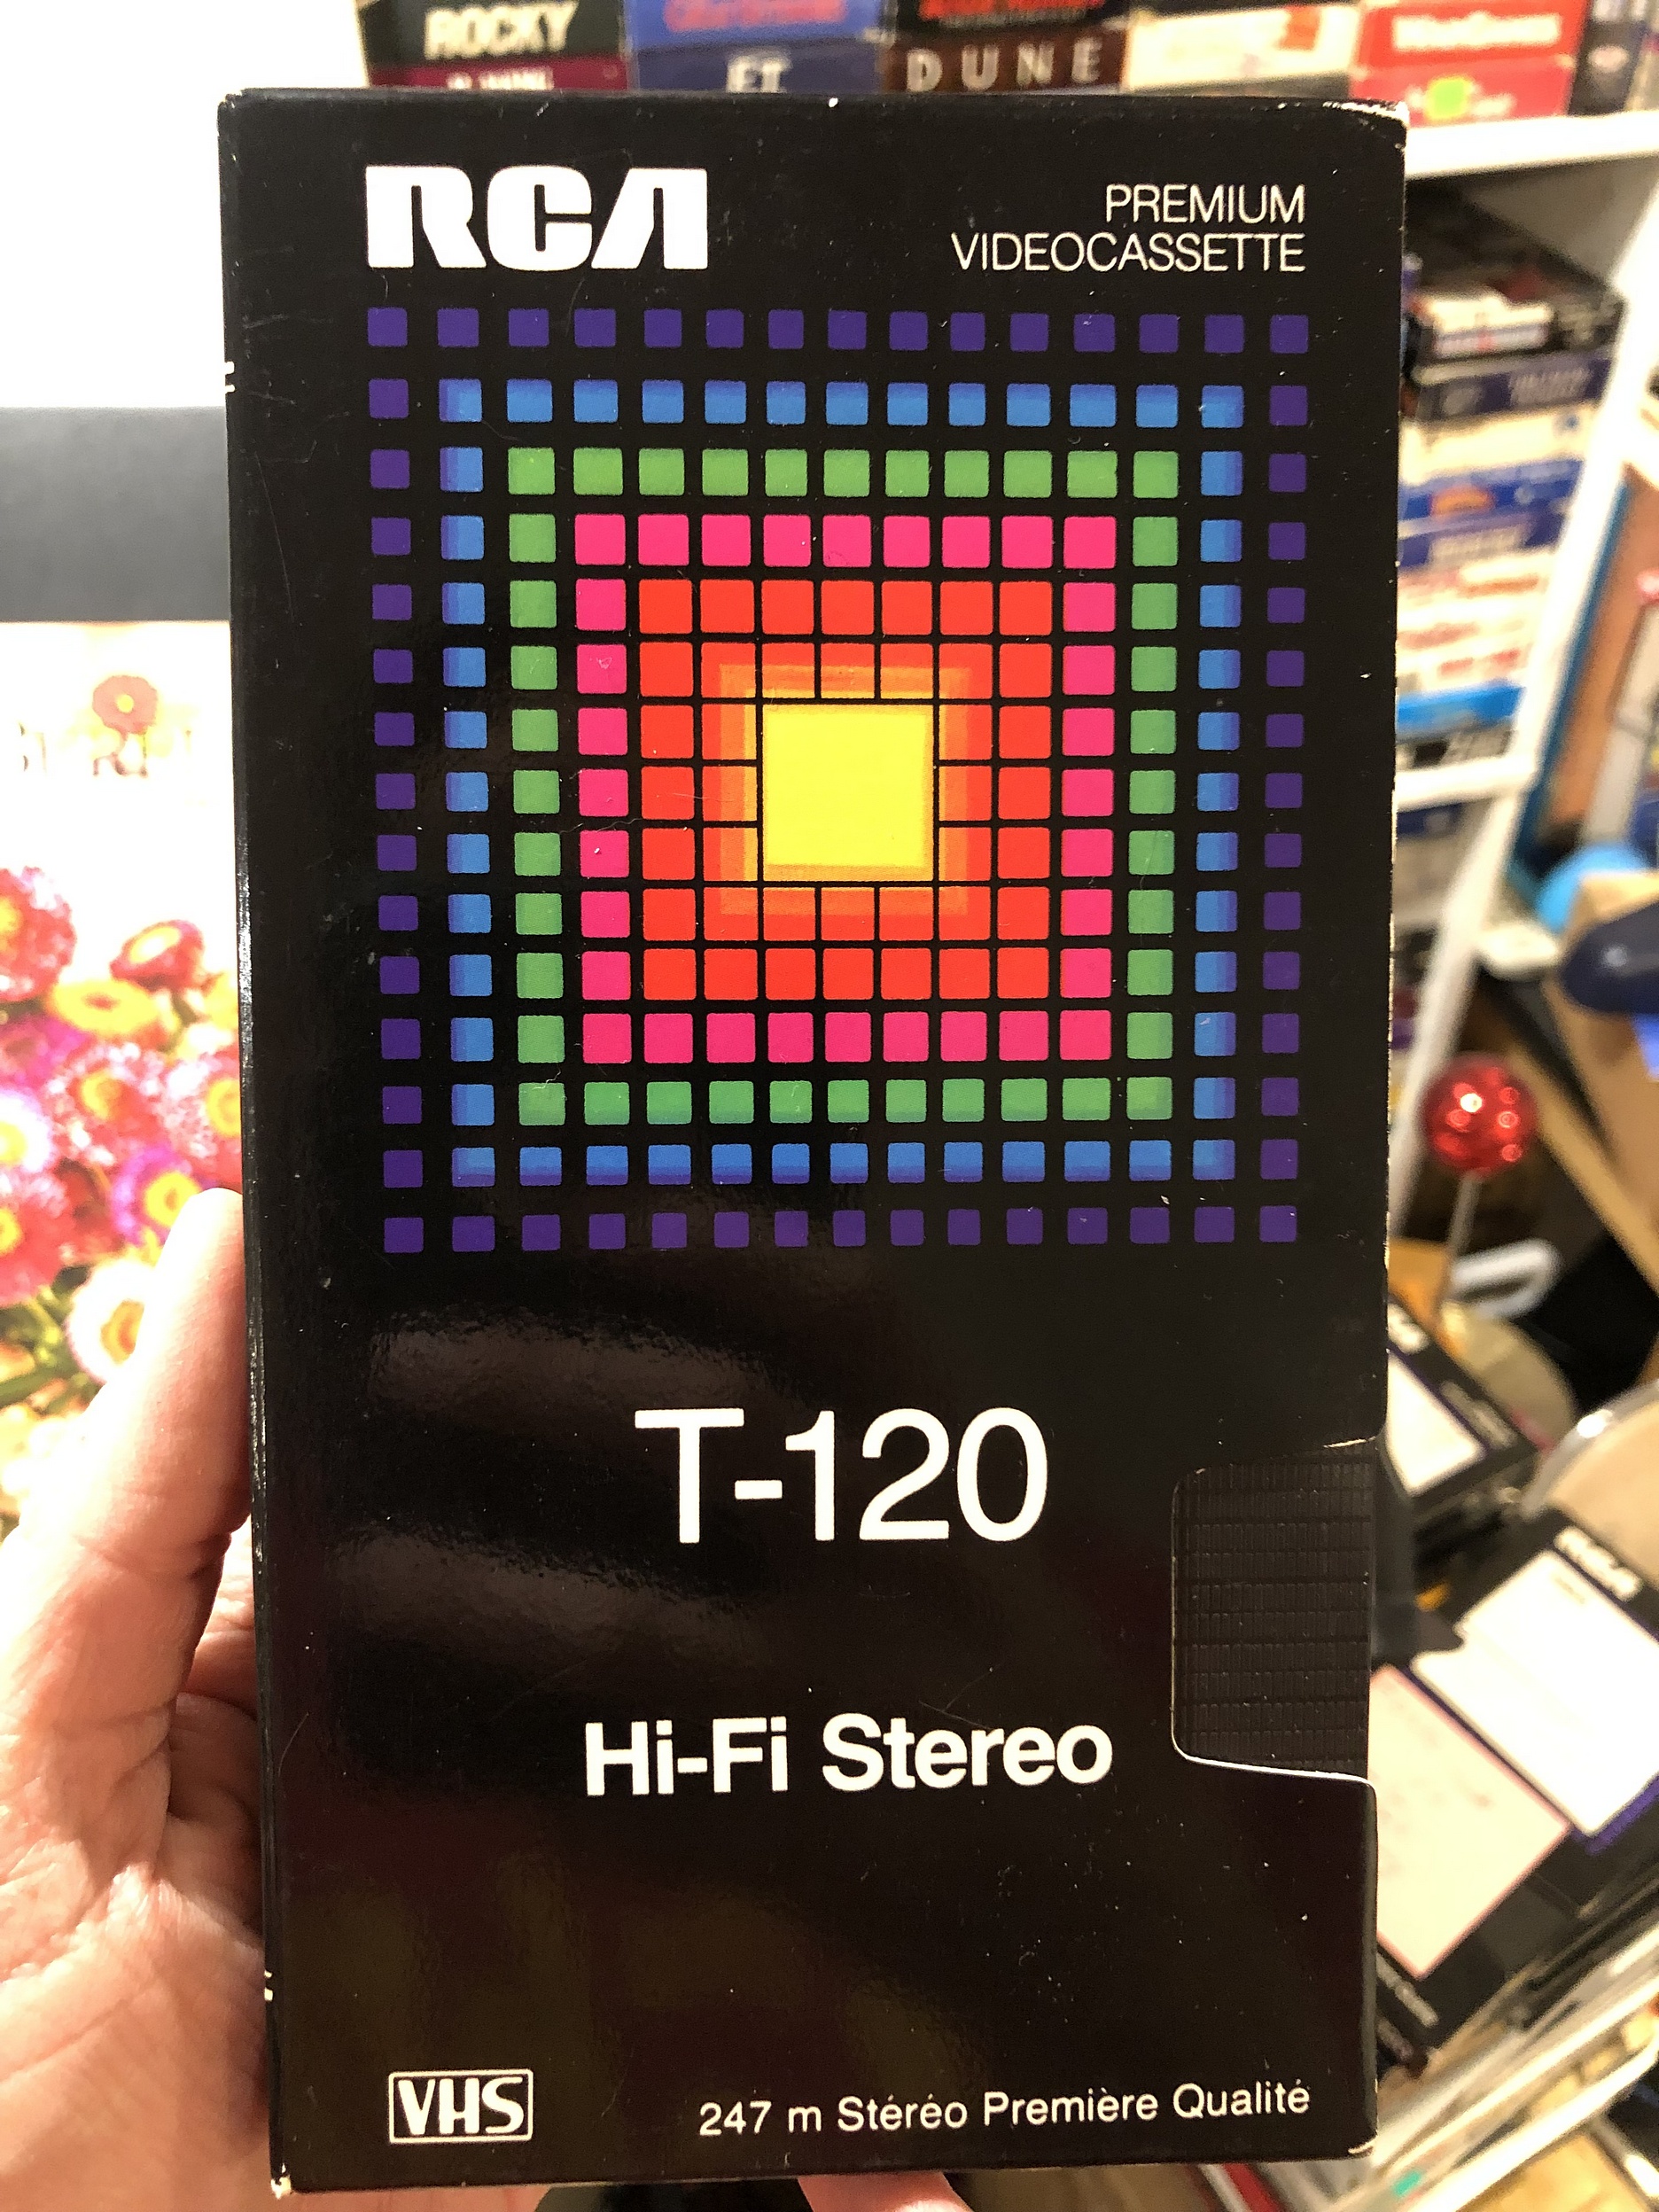 ROCKY
E.T.
DUNE
RCA
PREMIUM
VIDEOCASSETTE
T-120
Hi-Fi Stereo
VHS
247 m Stéréo Première Qualité